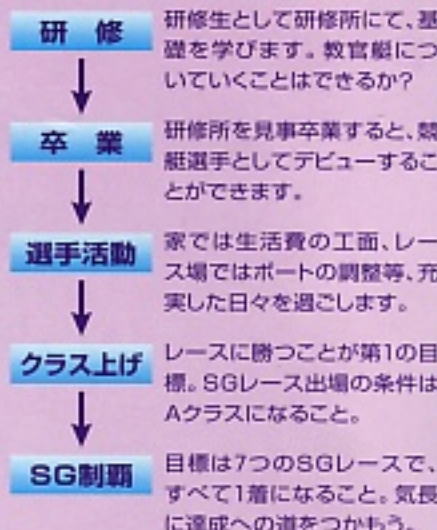 研修
研修生として研修所にて、基
礎を学びます。教官艇につ
いていくことはできるか?
卒業
研修所を見事卒業すると、競
艇選手としてデビューするこ
とができます。
選手活動
家では生活費の工面、レー
ス場ではボートの調整等、充
実した日々を過ごします。
クラス上げ
レースに勝つことが第1の目
標。SGレース出場の条件は
Aクラスになること。
SG制覇
目標は7つのSGレースで、
すべて1着になること。気長
に達成への道をつかもう。